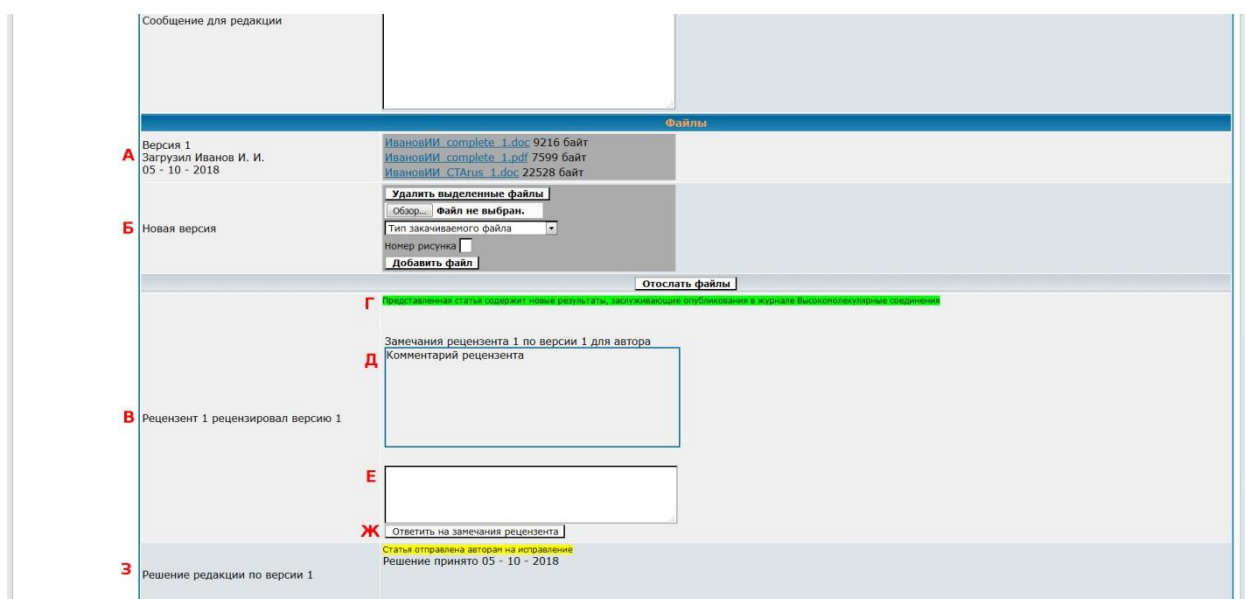 Сообщение для редакции
Файлы
А
Версия 1
Загрузил Иванов И. И.
05 - 10 - 2018
ИвановИИ_complete_1.doc 9216 байт
ИвановИИ_complete_1.pdf 7599 байт
ИвановИИ_CTArus_1.doc 22528 байт
Б
Новая версия
Удалить выделенные файлы
Обзор... Файл не выбран.
Тип закачиваемого файла
Номер рисунка
Добавить файл
Отослать файлы
Г
Представленная статья содержит новые результаты, заслуживающие опубликования в журнале Высокомолекулярные соединения
Замечания рецензента 1 по версии 1 для автора
Д
Комментарий рецензента
В
Рецензент 1 рецензировал версию 1
Е
Ж
Ответить на замечания рецензента
З
Решение редакции по версии 1
Статья отправлена авторам на исправление
Решение принято 05 - 10 - 2018